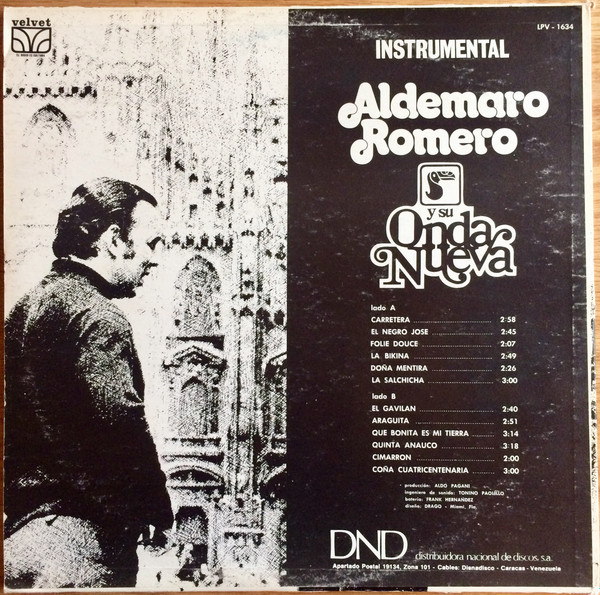 velvet
LPV - 1634
INSTRUMENTAL
Aldemaro
Romero
y su
Onda
Nueva
lado A
CARRETERA 2:58
EL NEGRO JOSE 2:45
FOLIE DOUCE 2:07
LA BIKINA 2:49
DOÑA MENTIRA 2:26
LA SALCHICHA 3:00
lado B
EL GAVILAN 2:40
ARAGUITA 2:51
QUE BONITA ES MI TIERRA 3:14
QUINTA ANAUCO 3:18
CIMARRON 2:00
COÑA CUATRICENTENARIA 3:00
producción: ALDO PAGANI
ingeniero de sonido: TONINO PAOLILLO
batería: FRANK HERNANDEZ
diseño: DRAGO - Miami, Fla.
DND distribuidora nacional de discos, s.a.
Apartado Postal 19134, Zona 101 - Cables: Disnadisco - Caracas - Venezuela